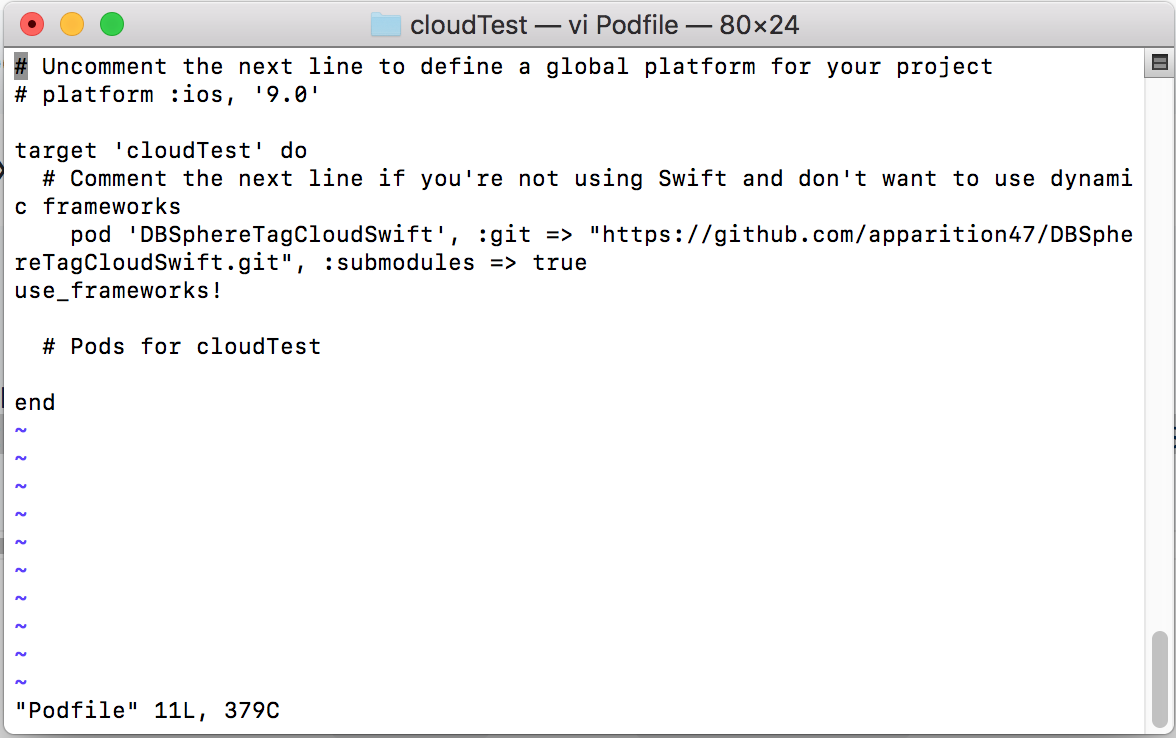 cloudTest — vi Podfile — 80×24
# Uncomment the next line to define a global platform for your project
# platform :ios, '9.0'
target 'cloudTest' do
  # Comment the next line if you're not using Swift and don't want to use dynami
c frameworks
    pod 'DBSphereTagCloudSwift', :git => "https://github.com/apparition47/DBSphe
reTagCloudSwift.git", :submodules => true
use_frameworks!
  # Pods for cloudTest
end
~
~
~
~
~
~
~
~
~
~
"Podfile" 11L, 379C